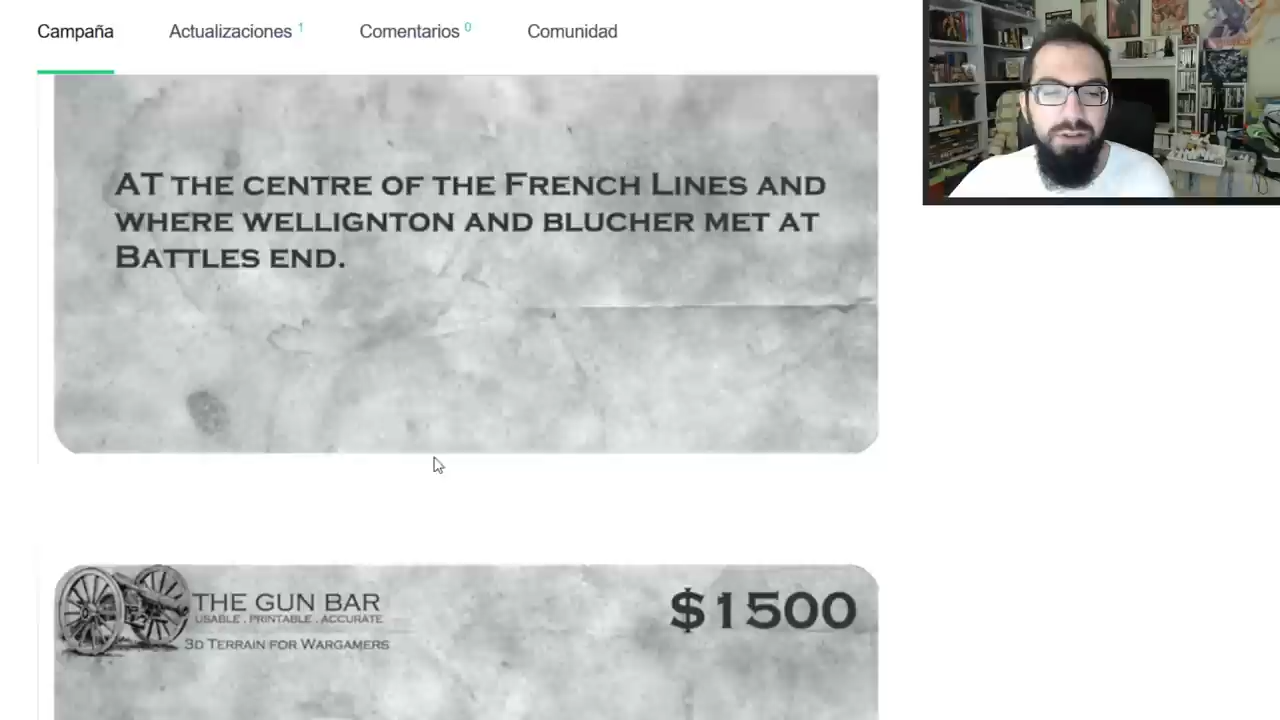 Campaña
Actualizaciones 1
Comentarios 0
Comunidad
AT THE CENTRE OF THE FRENCH LINES AND
WHERE WELLIGNTON AND BLUCHER MET AT
BATTLES END.
THE GUN BAR
USABLE . PRINTABLE . ACCURATE
3D TERRAIN FOR WARGAMERS
$1500